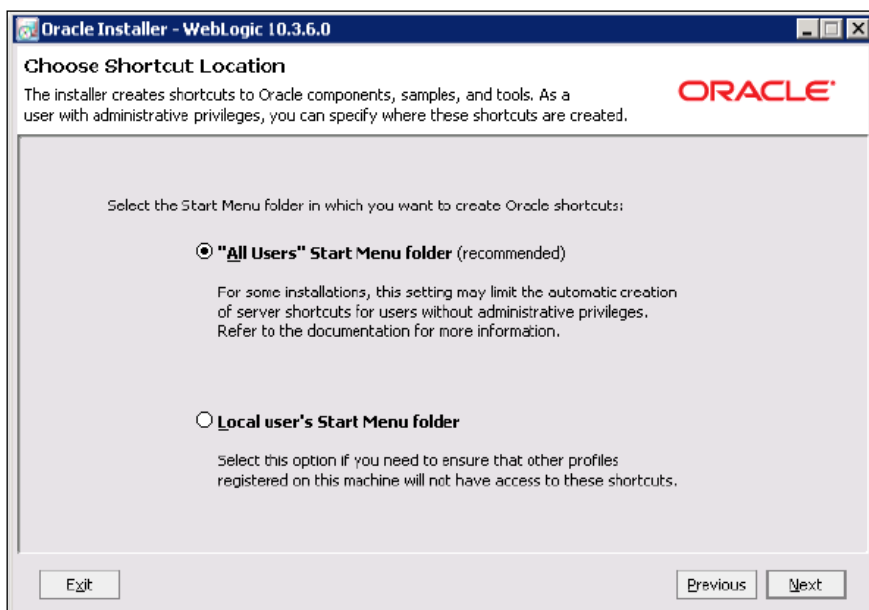 Oracle Installer - WebLogic 10.3.6.0
Choose Shortcut Location
The installer creates shortcuts to Oracle components, samples, and tools. As a
user with administrative privileges, you can specify where these shortcuts are created.
ORACLE
Select the Start Menu folder in which you want to create Oracle shortcuts:
"All Users" Start Menu folder (recommended)
For some installations, this setting may limit the automatic creation
of server shortcuts for users without administrative privileges.
Refer to the documentation for more information.
Local user's Start Menu folder
Select this option if you need to ensure that other profiles
registered on this machine will not have access to these shortcuts.
Exit
Previous
Next